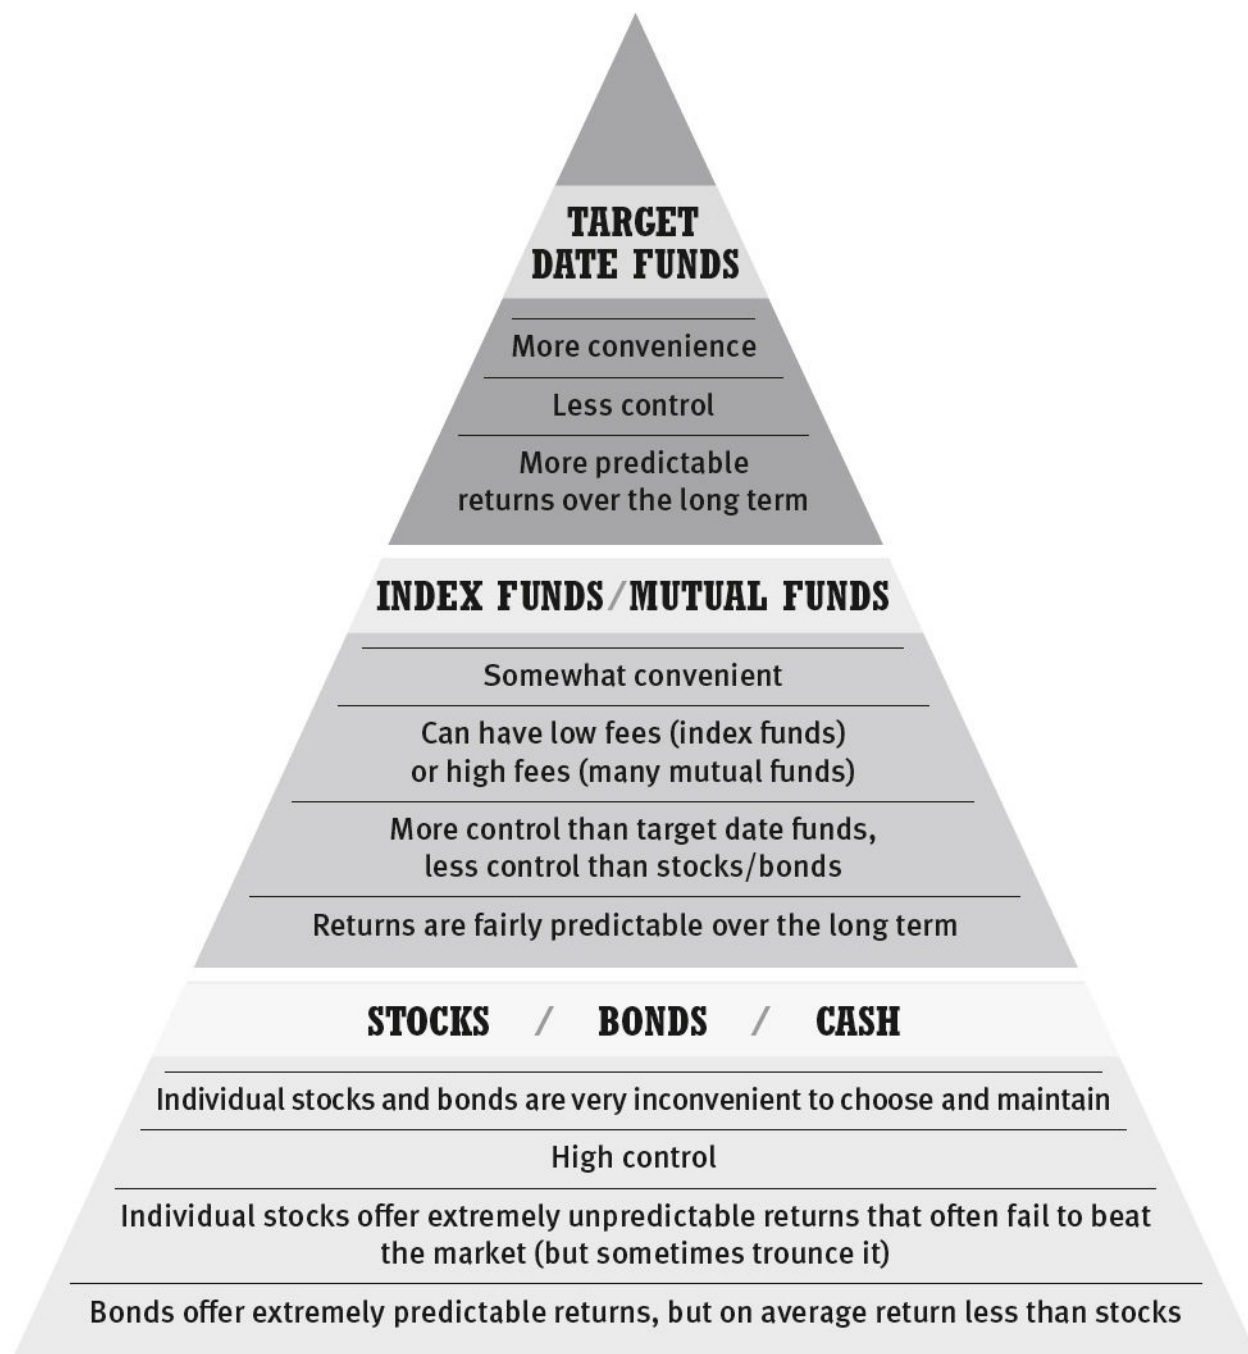 TARGET
DATE FUNDS
More convenience
Less control
More predictable
returns over the long term
INDEX FUNDS/MUTUAL FUNDS
Somewhat convenient
Can have low fees (index funds)
or high fees (many mutual funds)
More control than target date funds,
less control than stocks/bonds
Returns are fairly predictable over the long term
STOCKS / BONDS / CASH
Individual stocks and bonds are very inconvenient to choose and maintain
High control
Individual stocks offer extremely unpredictable returns that often fail to beat
the market (but sometimes trounce it)
Bonds offer extremely predictable returns, but on average return less than stocks